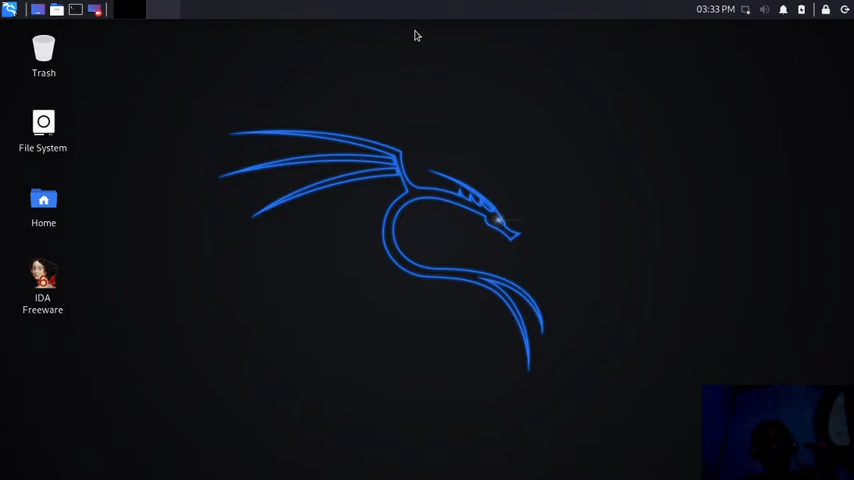 03:33 PM
Trash
File System
Home
IDA
Freeware